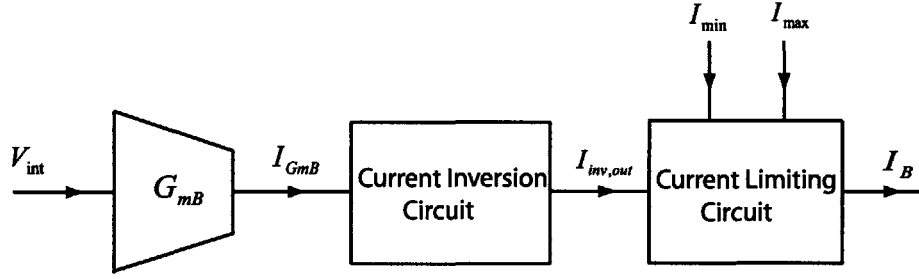 I_min
I_max
V_int
G_mB
I_GmB
Current Inversion
Circuit
I_inv,out
Current Limiting
Circuit
I_B